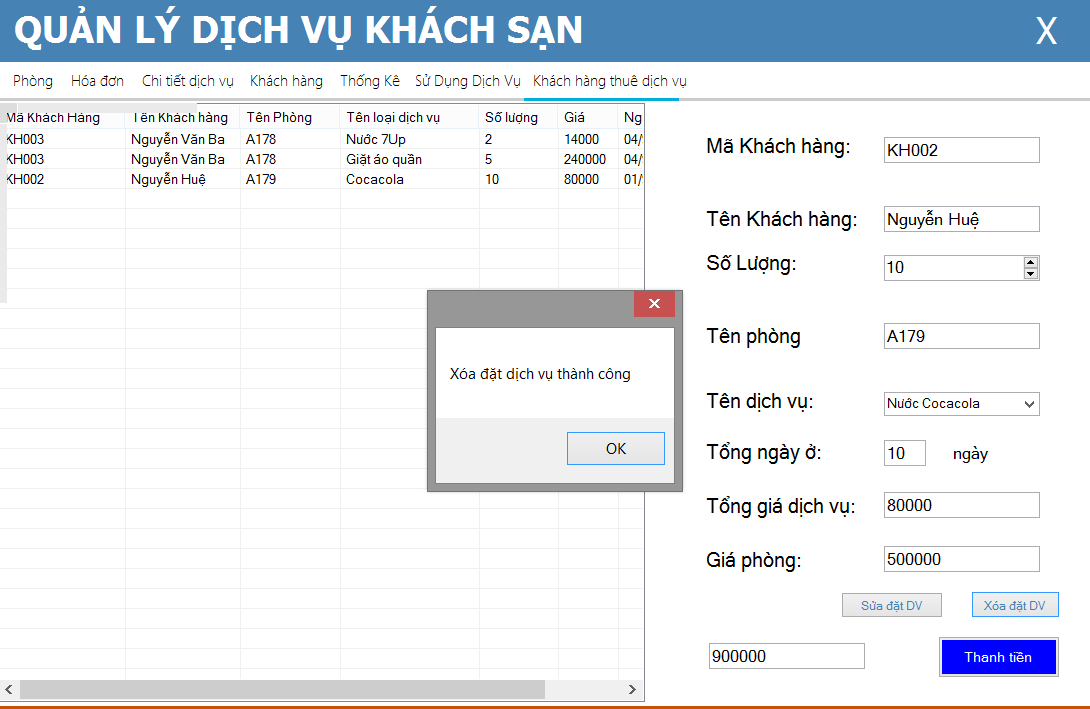 QUẢN LÝ DỊCH VỤ KHÁCH SẠN X
Phòng Hóa đơn Chi tiết dịch vụ Khách hàng Thống Kê Sử Dụng Dịch Vụ Khách hàng thuê dịch vụ
Mã Khách Hàng Tên Khách hàng Tên Phòng Tên loại dịch vụ Số lượng Giá Ng
KH003 Nguyễn Văn Ba A178 Nước 7Up 2 14000 04/
KH003 Nguyễn Văn Ba A178 Giặt áo quần 5 240000 04/
KH002 Nguyễn Huệ A179 Cocacola 10 80000 01/
Xóa đặt dịch vụ thành công
OK
Mã Khách hàng: KH002
Tên Khách hàng: Nguyễn Huệ
Số Lượng: 10
Tên phòng A179
Tên dịch vụ: Nước Cocacola
Tổng ngày ở: 10 ngày
Tổng giá dịch vụ: 80000
Giá phòng: 500000
Sửa đặt DV Xóa đặt DV
900000 Thanh tiền